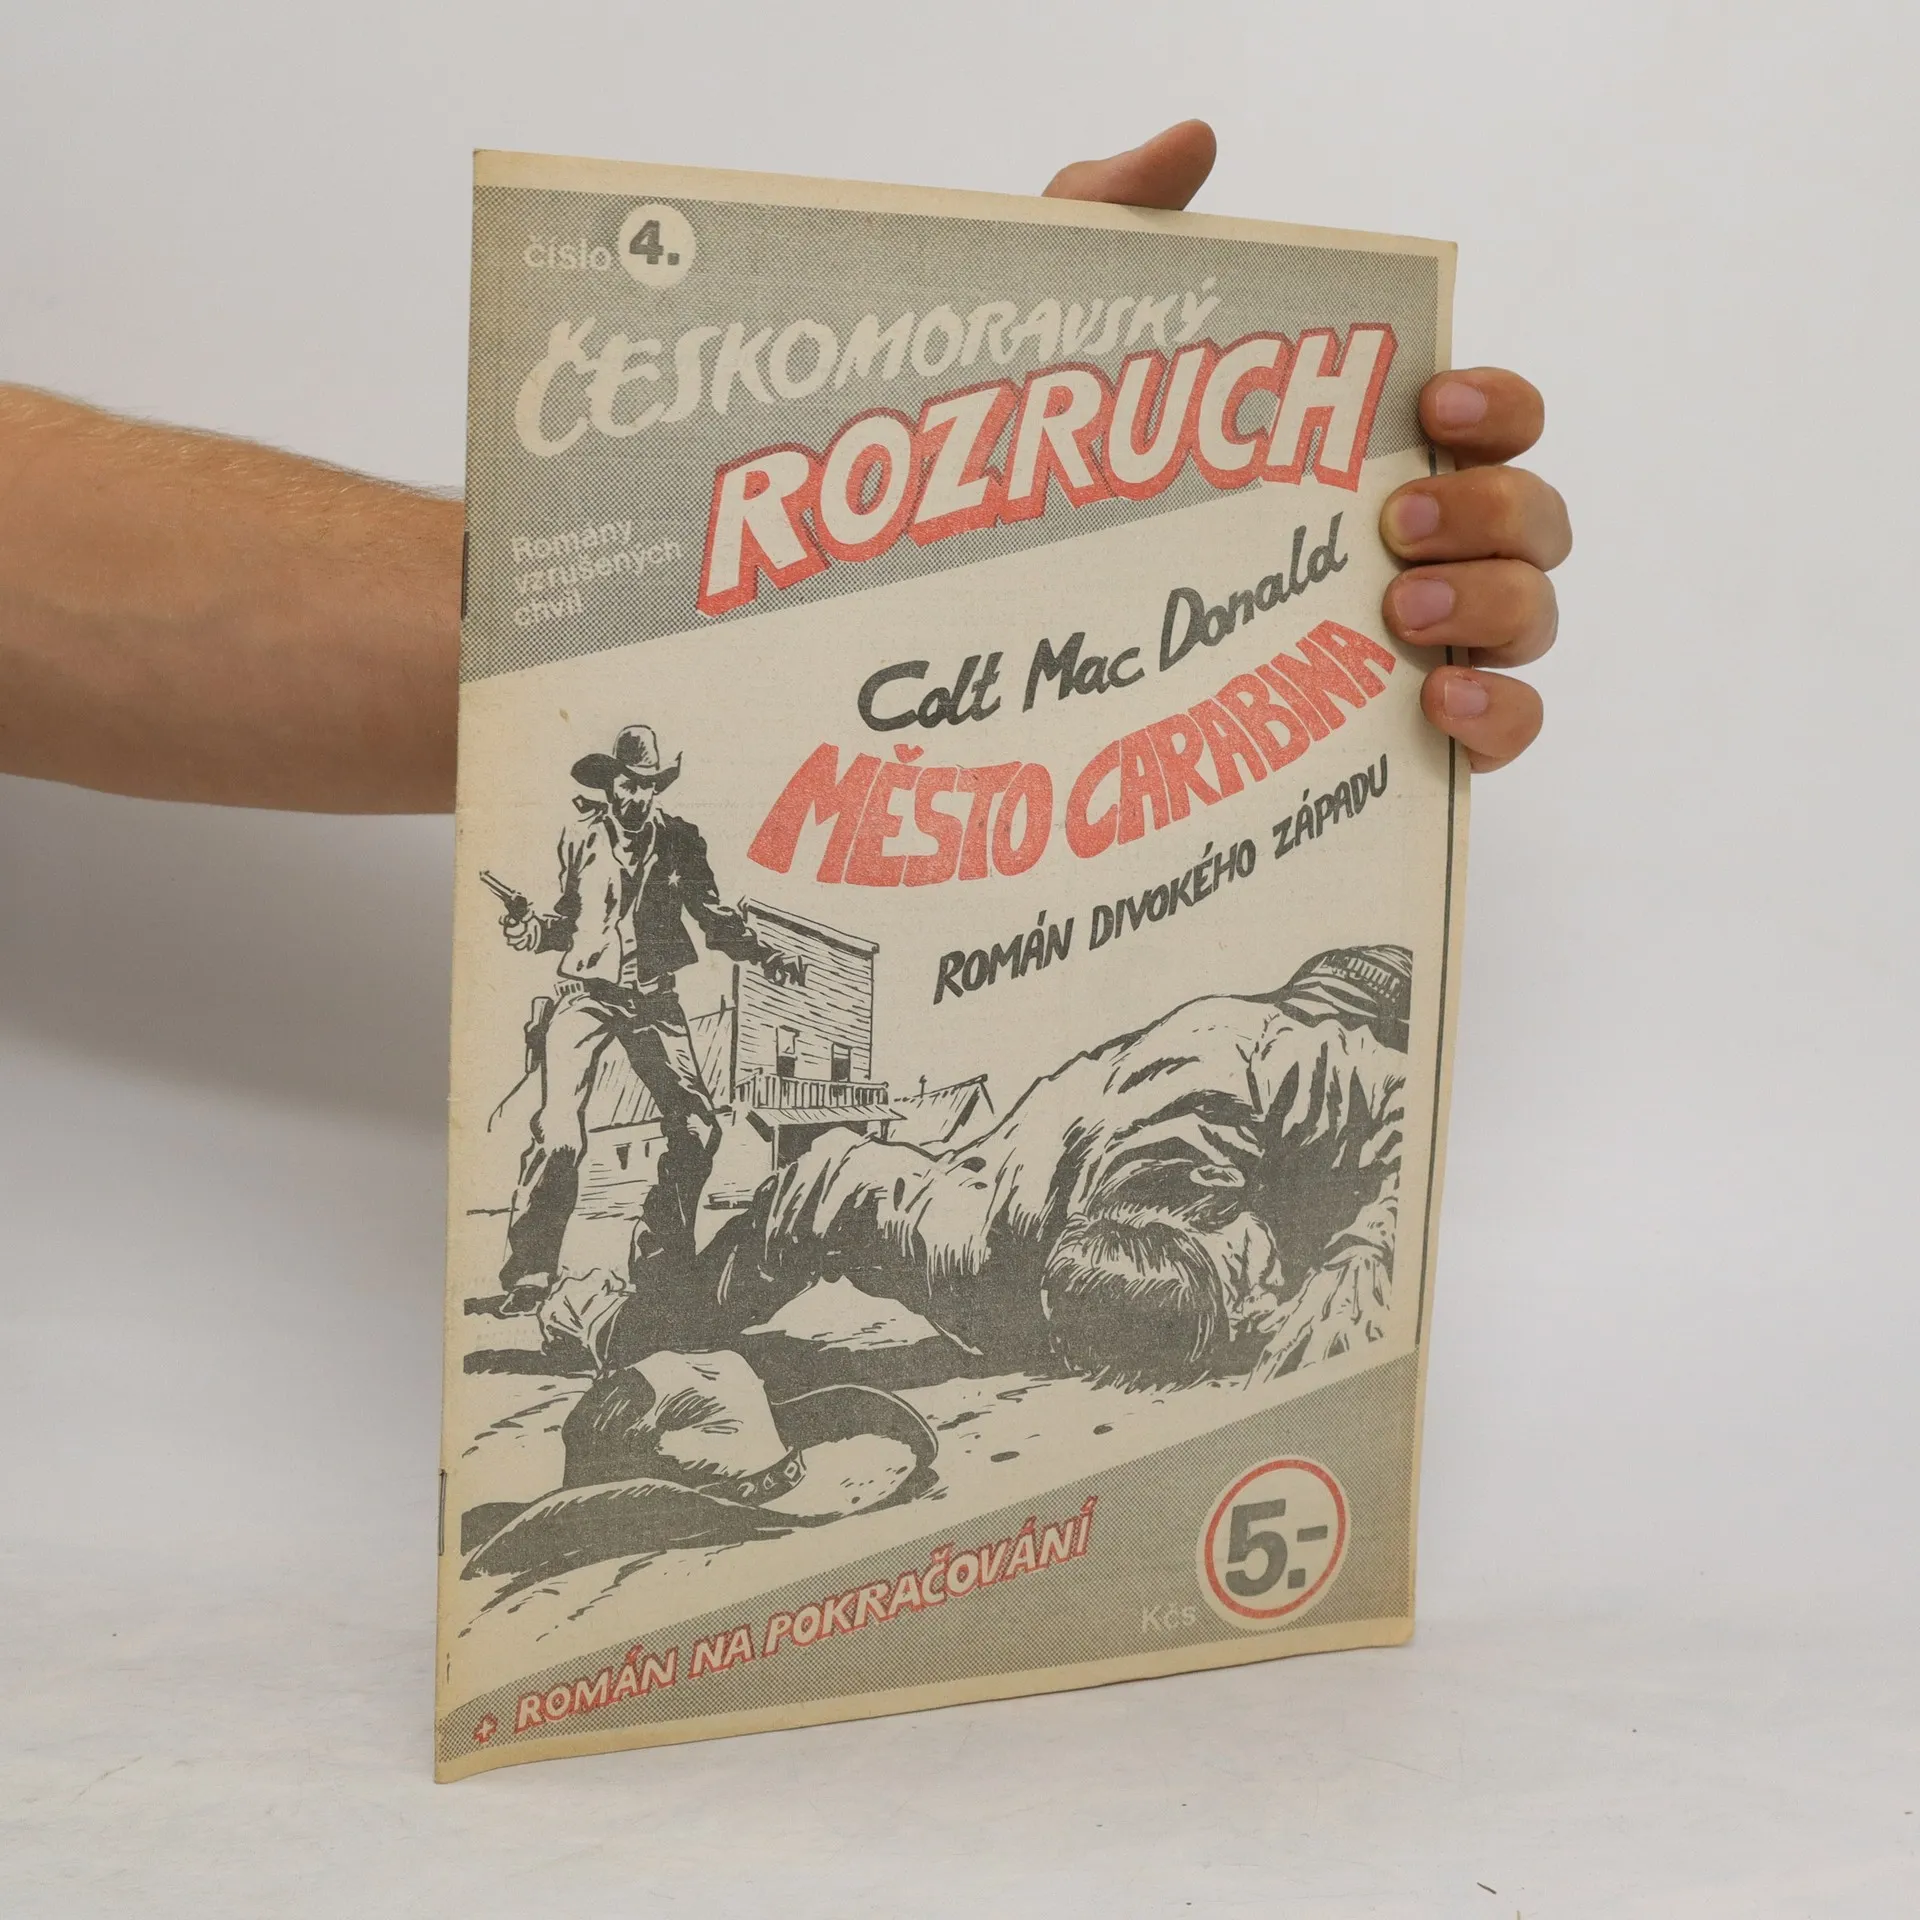 číslo 4.
ČESKOMORAVSKÝ
ROZRUCH
Romány
vzrušených
chvil
Colt Mac Donald
MĚSTO CARABINA
ROMÁN DIVOKÉHO ZÁPADU
ON
+ ROMÁN NA POKRAČOVÁNÍ
Kčs 5.-